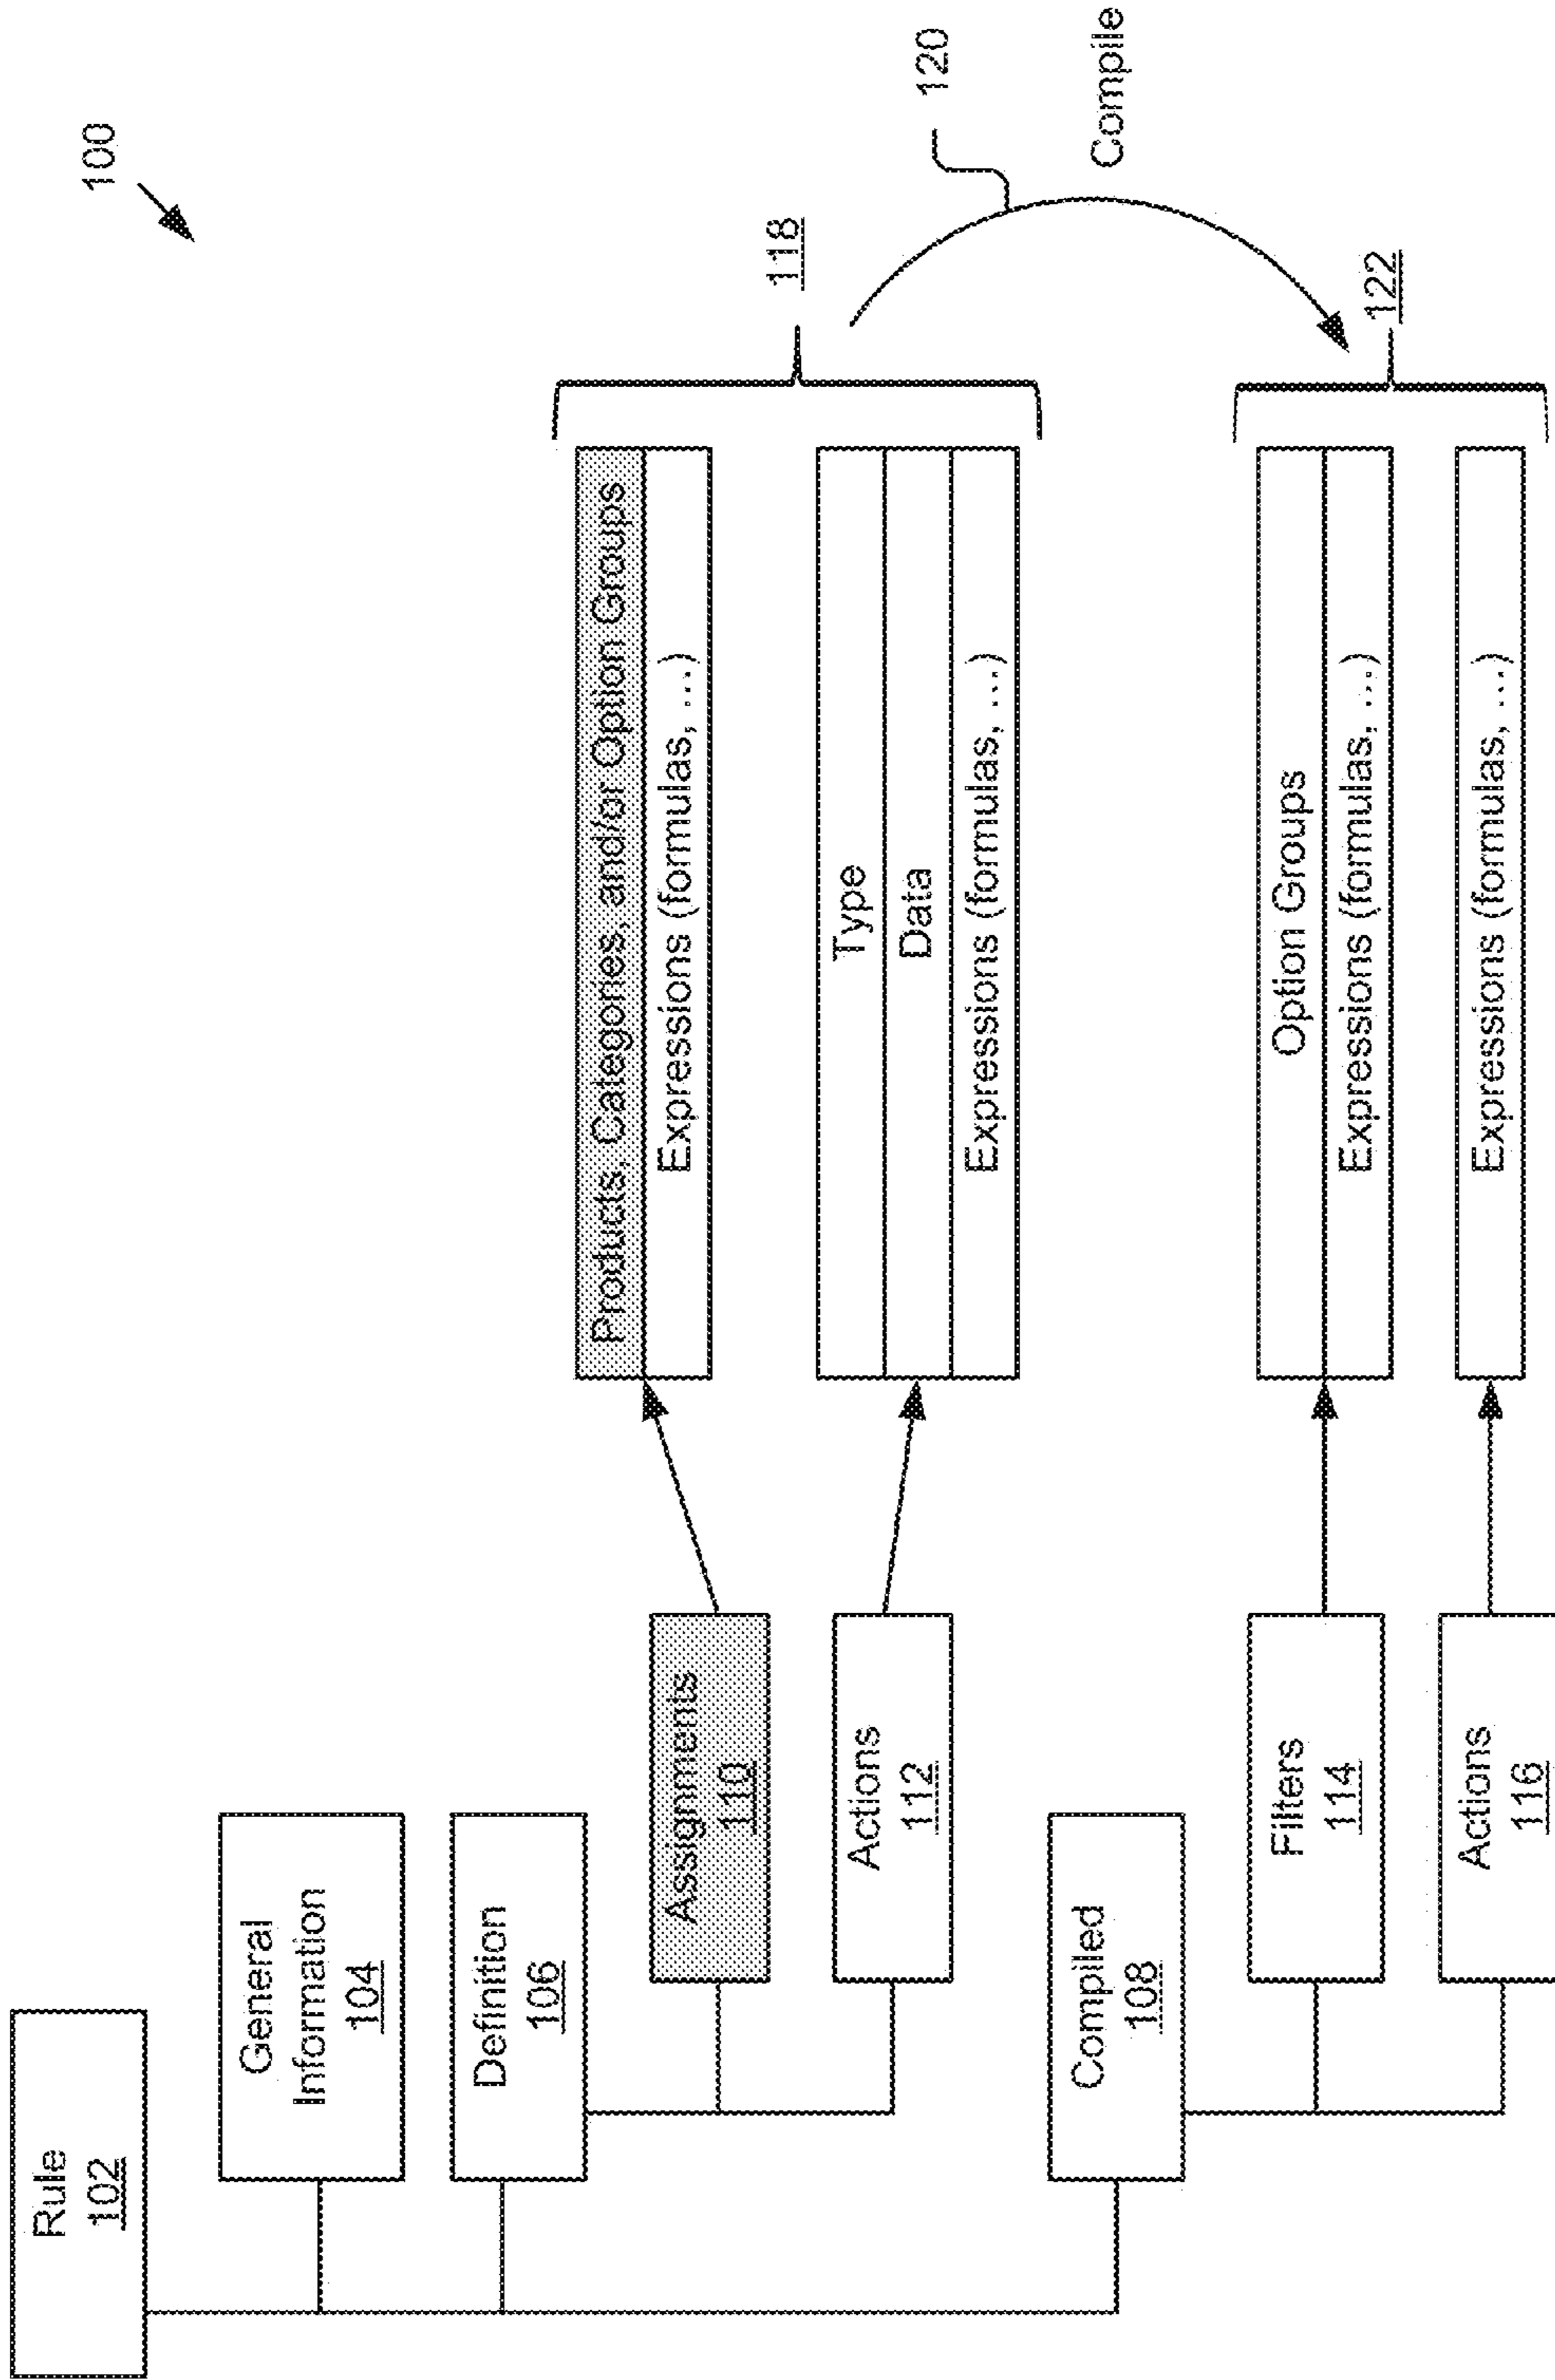 100
Rule
102
General
Information
104
Definition
106
Assignments
110
Products, Categories, and/or Option Groups
Expressions (formulas, ...)
118
Actions
112
Type
Data
Expressions (formulas, ...)
120
Compile
Compiled
108
Filters
114
Option Groups
Expressions (formulas, ...)
122
Actions
116
Expressions (formulas, ...)